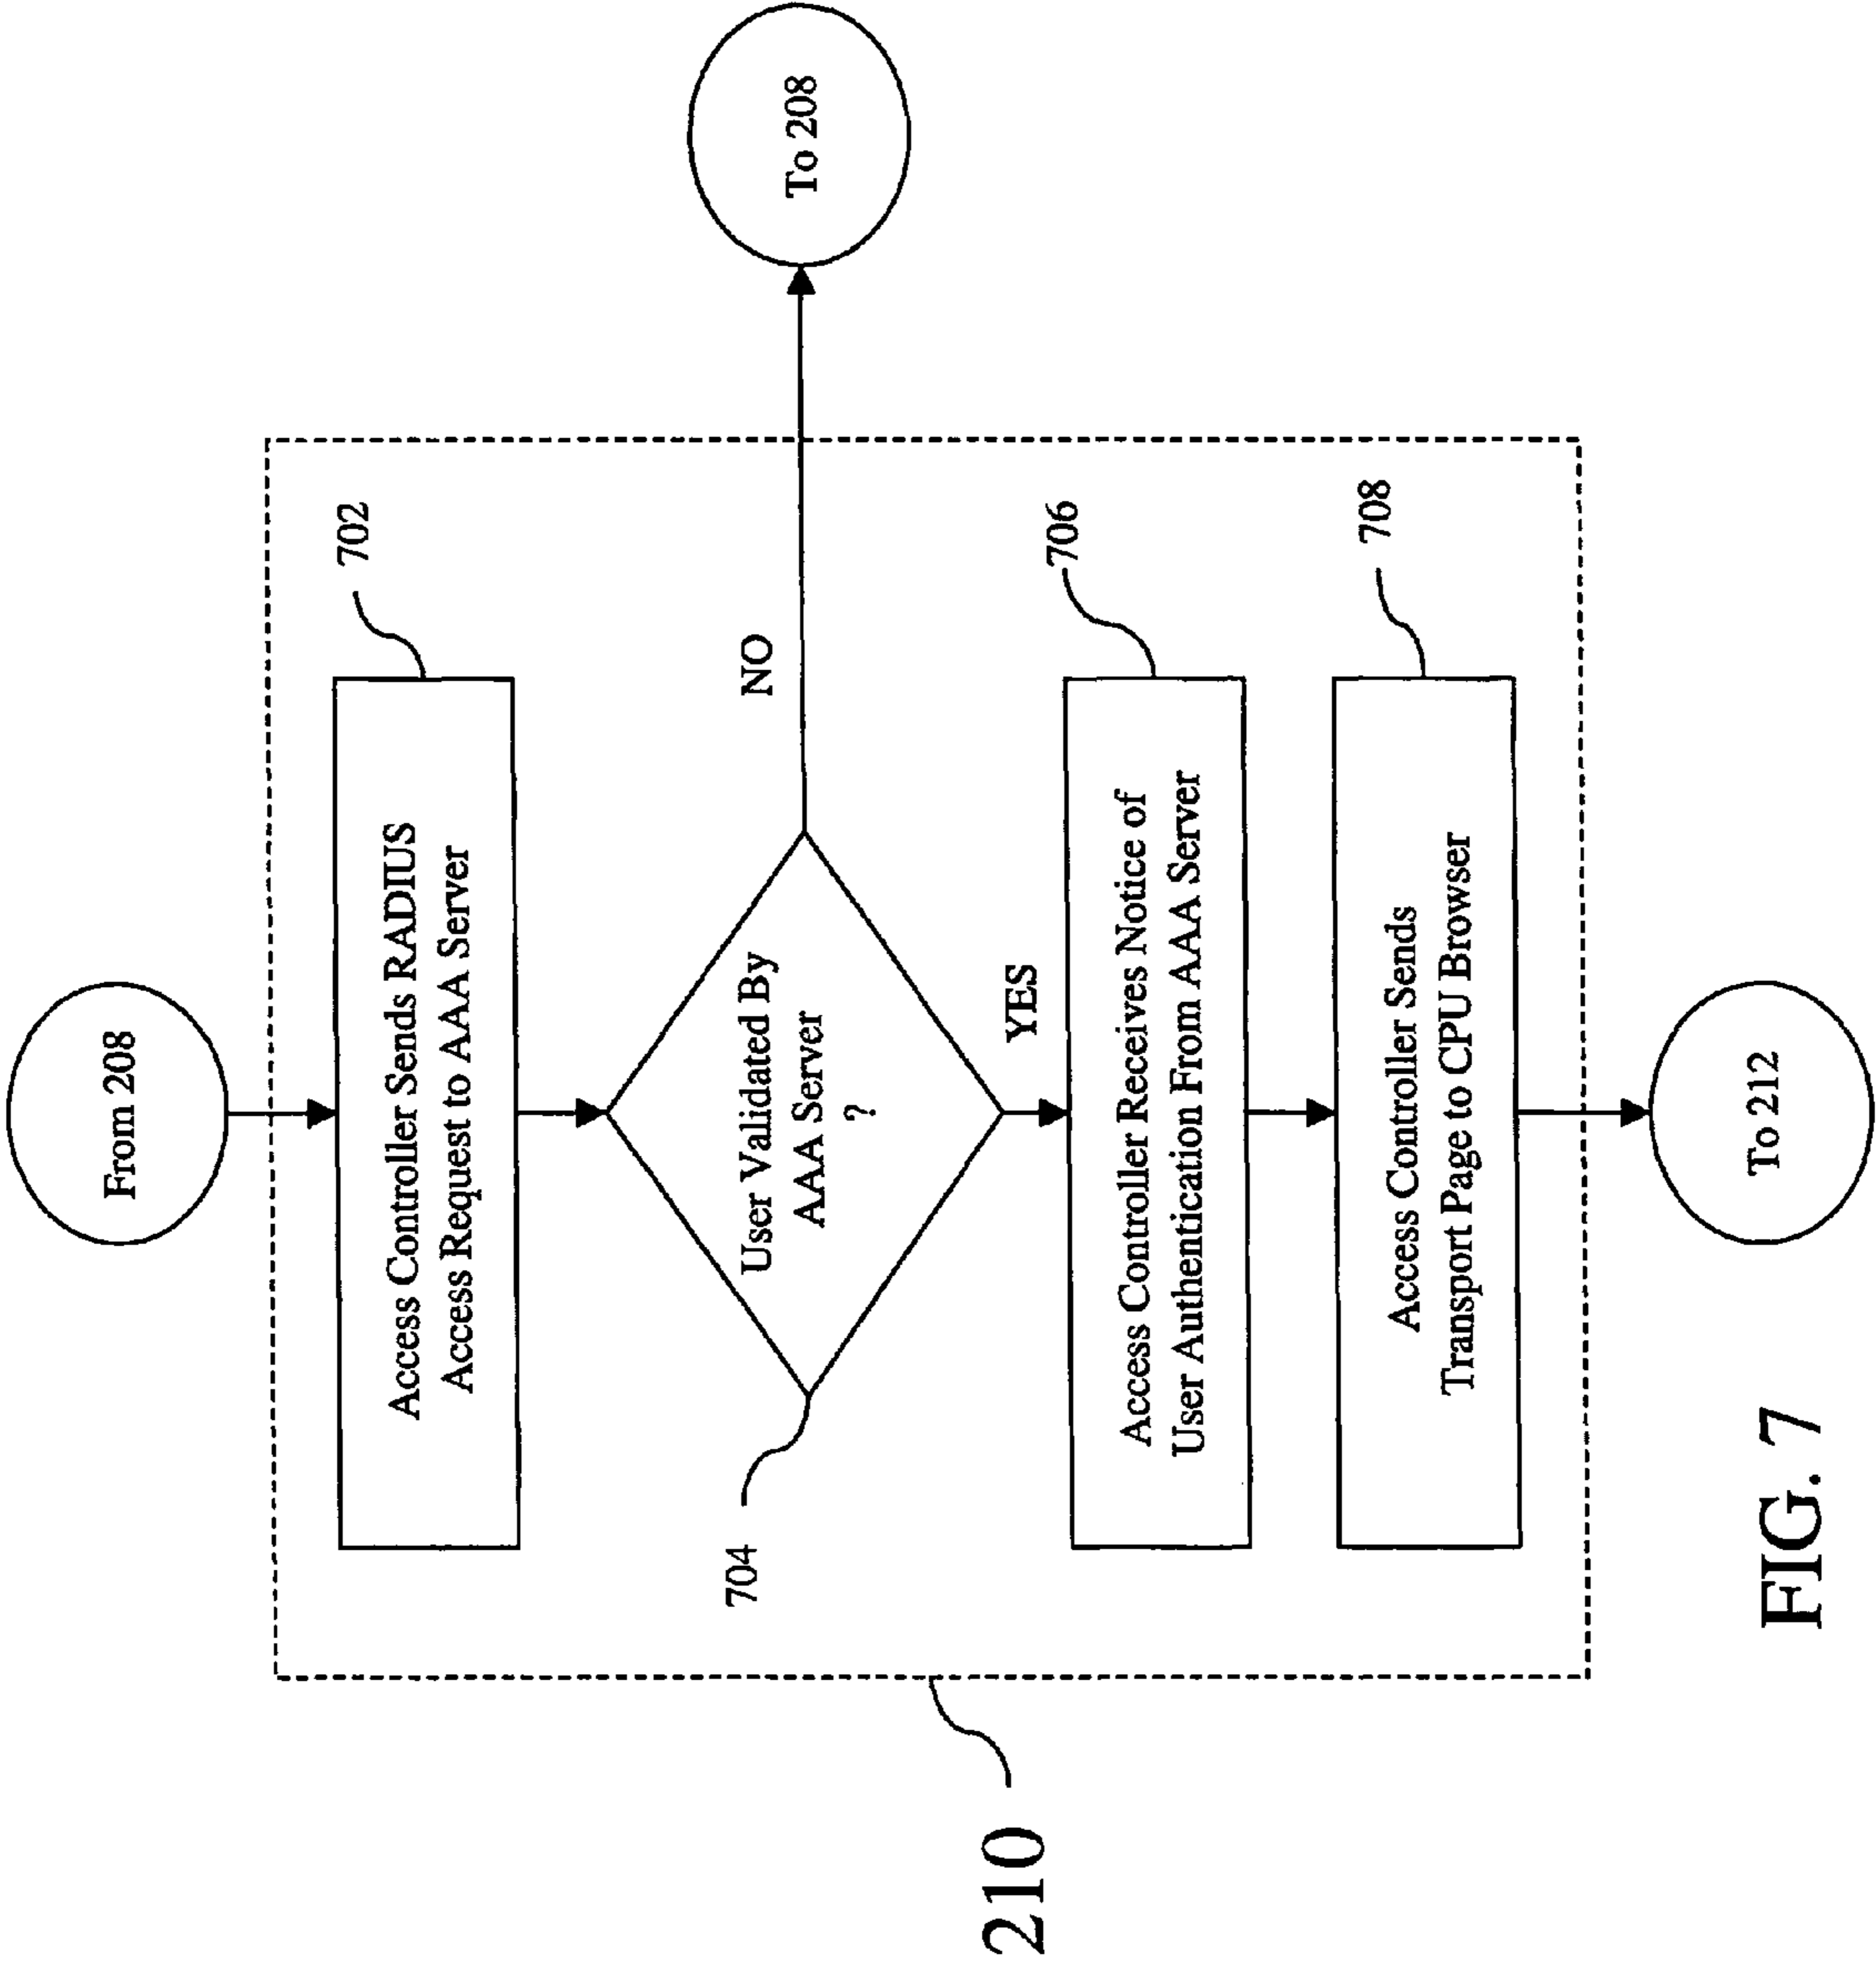 From 208
702
Access Controller Sends RADIUS
Access Request to AAA Server
704
User Validated By
AAA Server
?
NO
To 208
YES
706
Access Controller Receives Notice of
User Authentication From AAA Server
708
Access Controller Sends
Transport Page to CPU Browser
To 212
210
FIG. 7